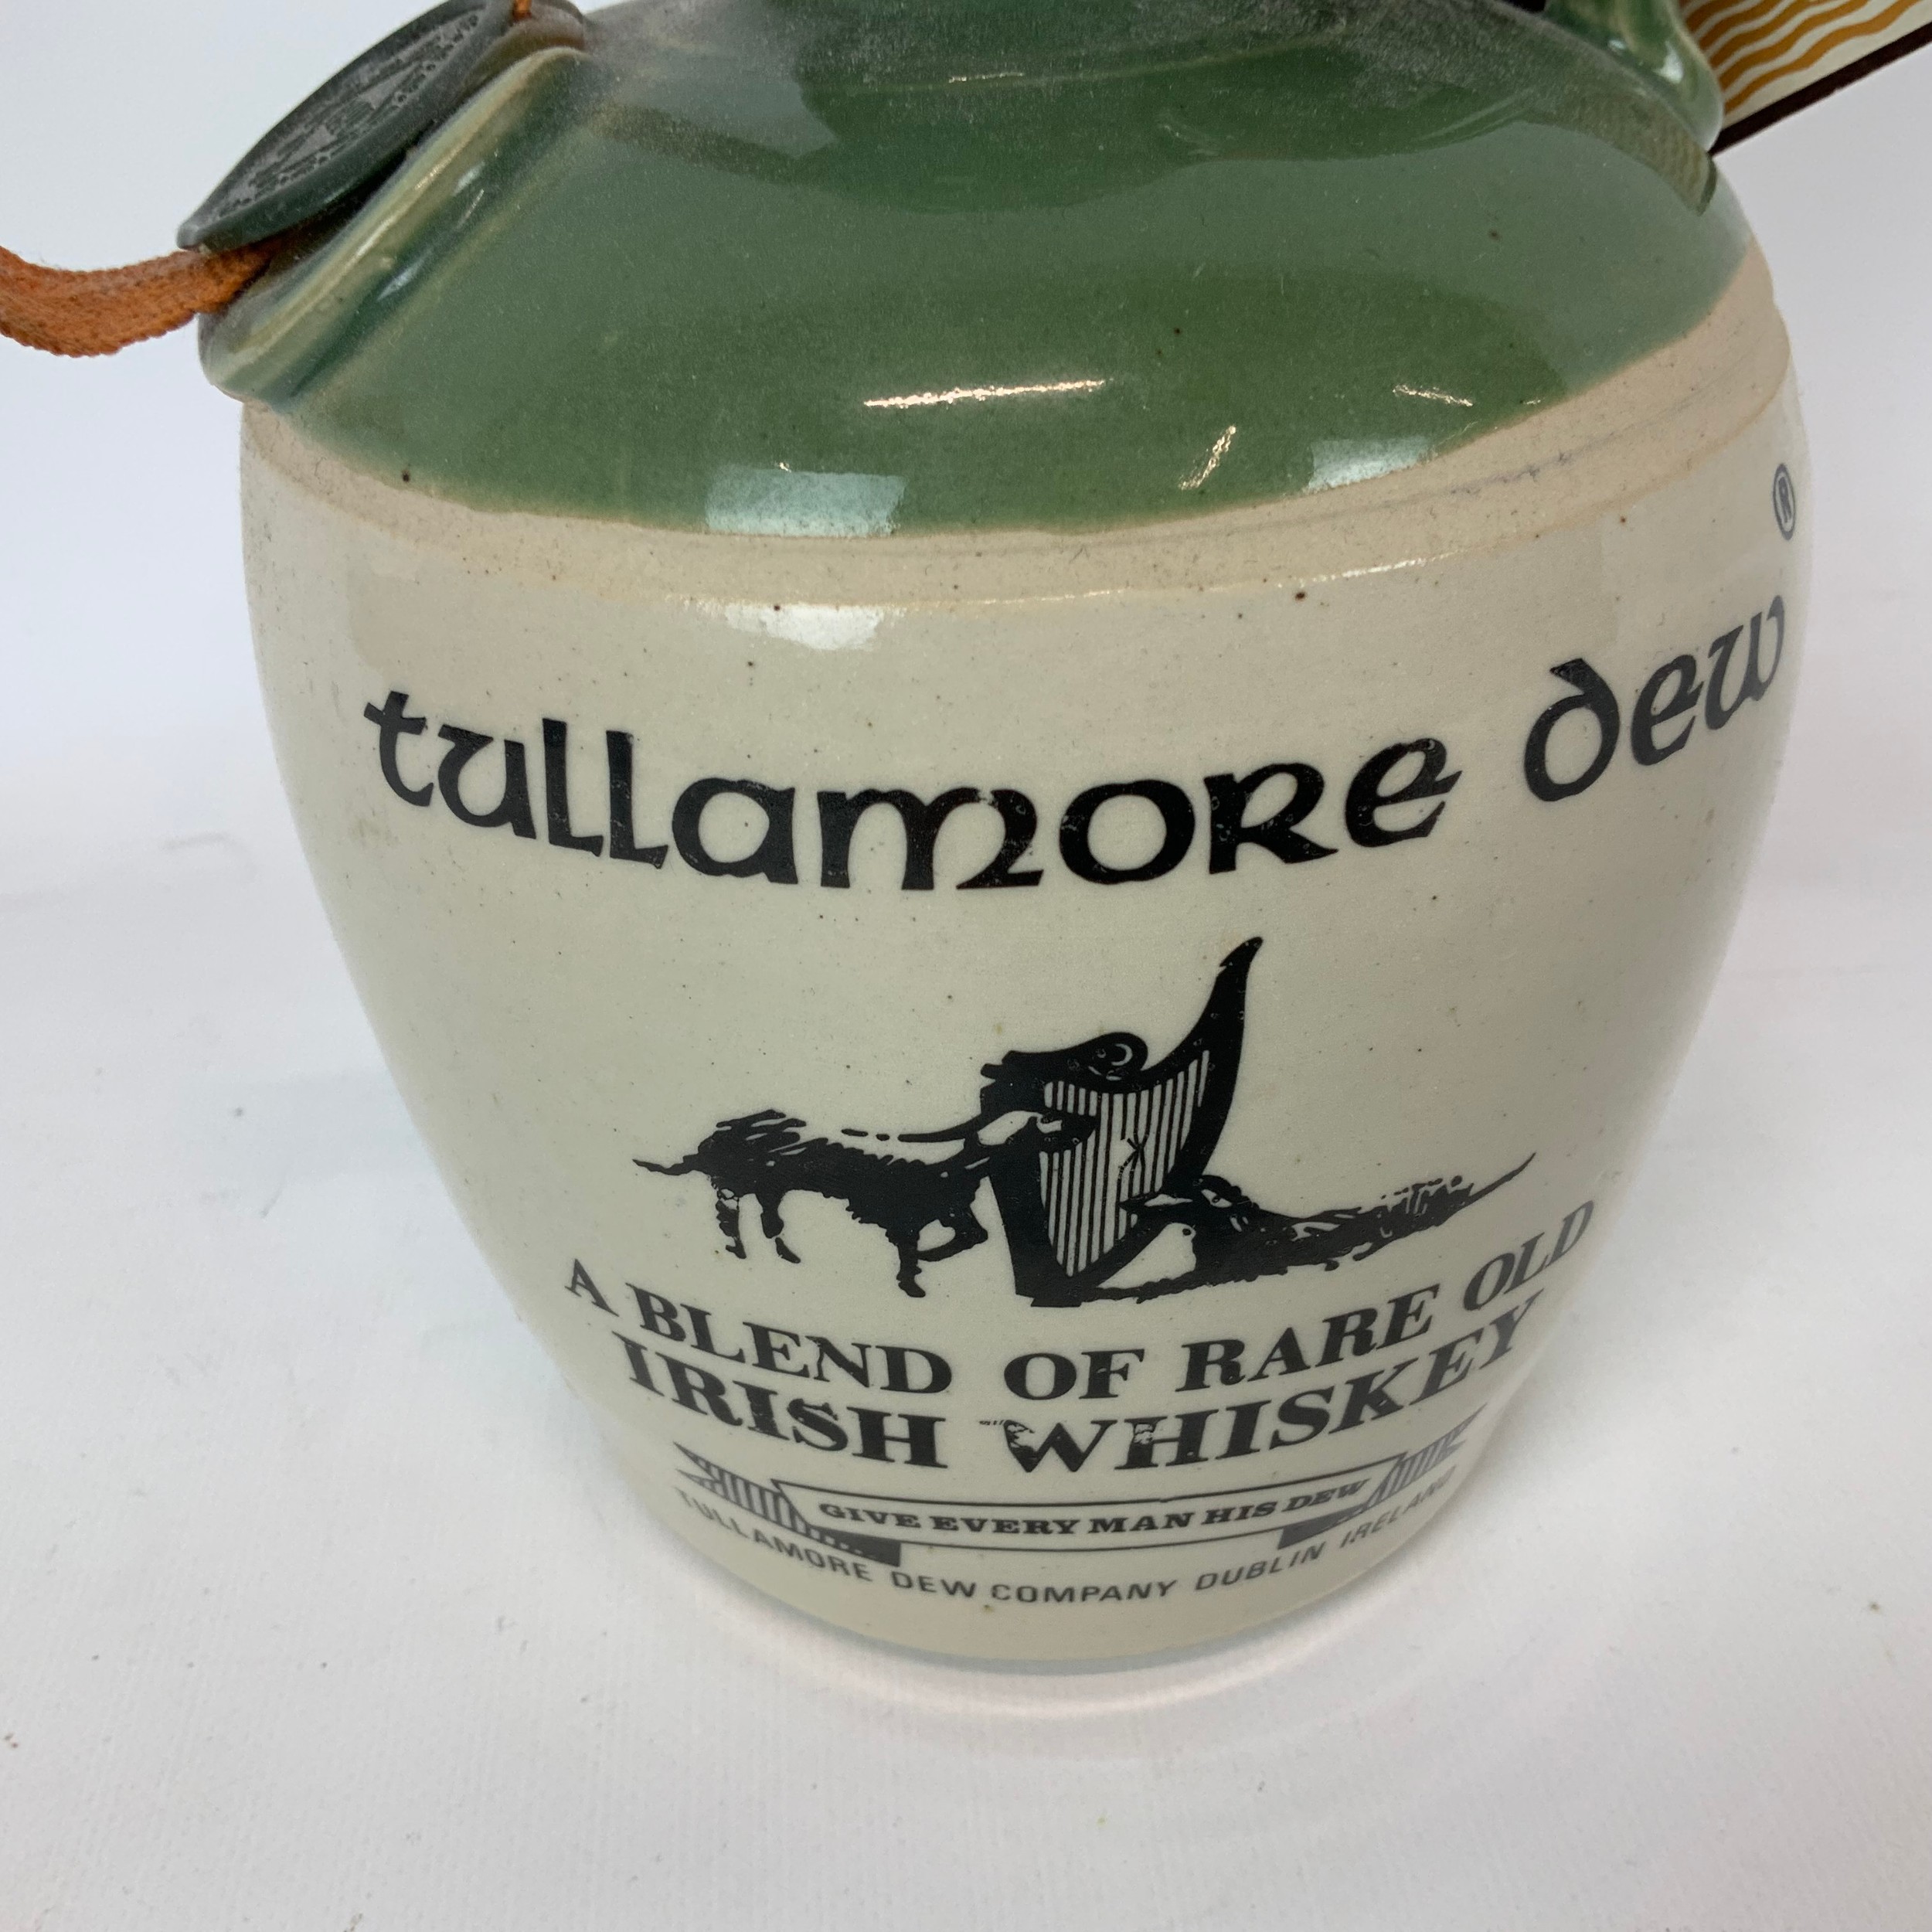 ®
tullamore dew
A BLEND OF RARE OLD
IRISH WHISKEY
GIVE EVERY MAN HIS DEW
TULLAMORE DEW COMPANY DUBLIN IRELAND